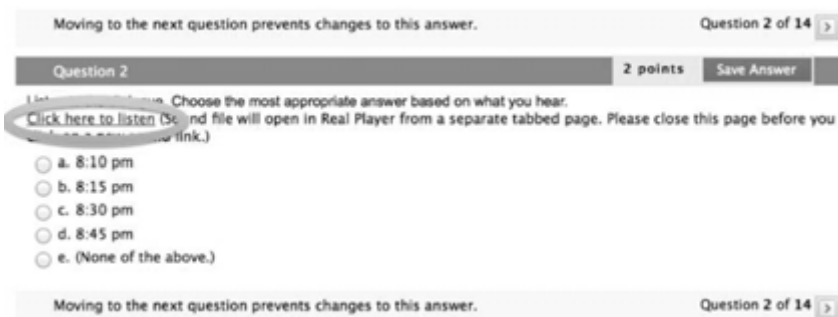 Moving to the next question prevents changes to this answer. Question 2 of 14 >
Question 2 2 points Save Answer
Choose the most appropriate answer based on what you hear.
Click here to listen (Sound file will open in Real Player from a separate tabbed page. Please close this page before you
link.)
a. 8:10 pm
b. 8:15 pm
c. 8:30 pm
d. 8:45 pm
e. (None of the above.)
Moving to the next question prevents changes to this answer. Question 2 of 14 >